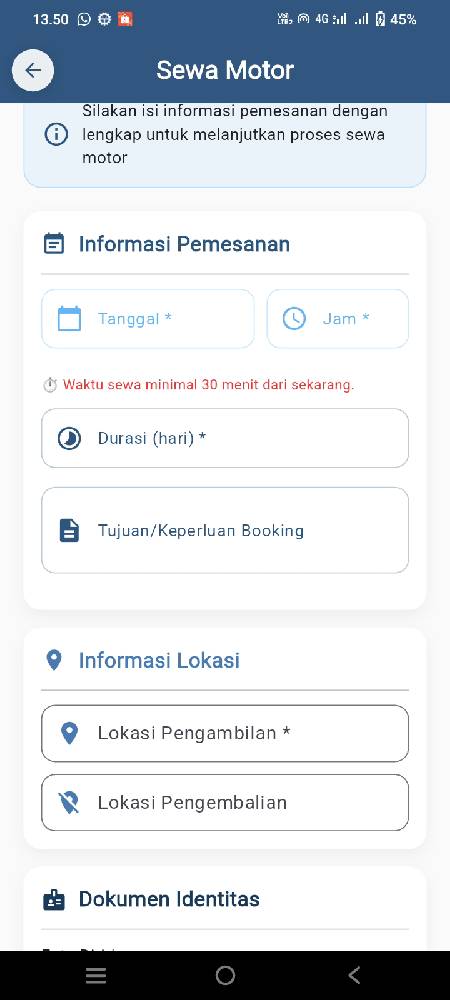 13.50
4G
45%
Sewa Motor
Silakan isi informasi pemesanan dengan
lengkap untuk melanjutkan proses sewa
motor
Informasi Pemesanan
Tanggal *
Jam *
Waktu sewa minimal 30 menit dari sekarang.
Durasi (hari) *
Tujuan/Keperluan Booking
Informasi Lokasi
Lokasi Pengambilan *
Lokasi Pengembalian
Dokumen Identitas